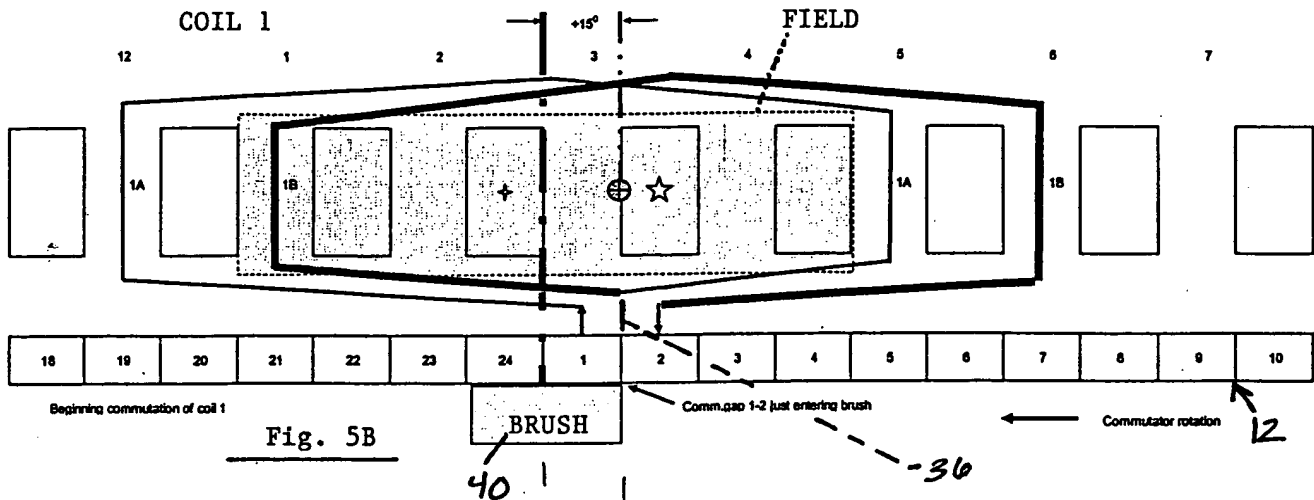 COIL 1
+15°
FIELD
12 1 2 3 4 5 6 7
1A 1B 1A 1B
18 19 20 21 22 23 24 1 2 3 4 5 6 7 8 9 10
Beginning commutation of coil 1
BRUSH
Comm.gap 1-2 just entering brush
Commutator rotation
12
Fig. 5B
40
36